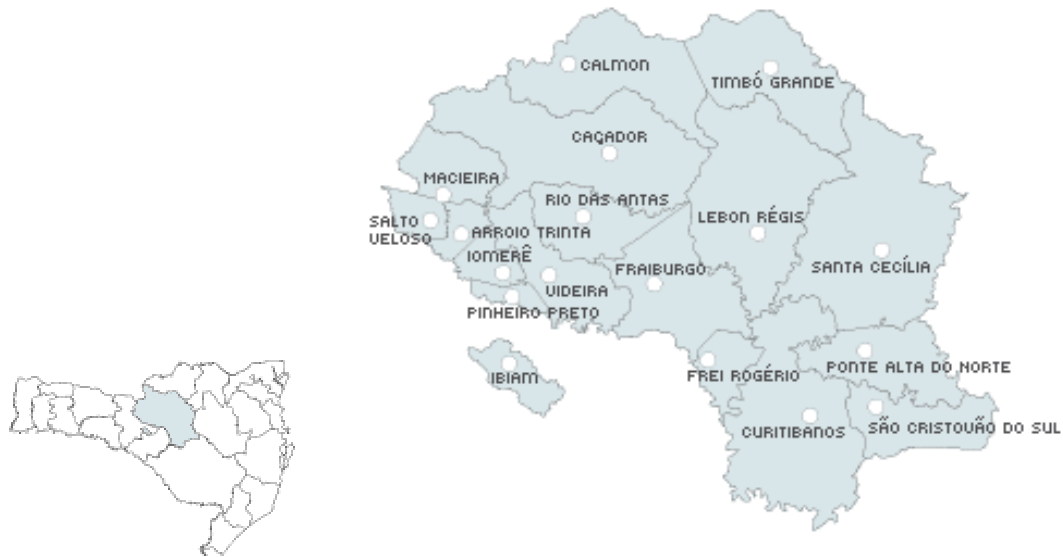 CALMON
TIMBÓ GRANDE
CAÇADOR
MACIEIRA
RIO DAS ANTAS
SALTO
VELOSO
ARROIO TRINTA
LEBON RÉGIS
IOMERÊ
FRAIBURGO
SANTA CECÍLIA
VIDEIRA
PINHEIRO PRETO
IBIAM
FREI ROGÉRIO
PONTE ALTA DO NORTE
CURITIBANOS
SÃO CRISTOVÃO DO SUL